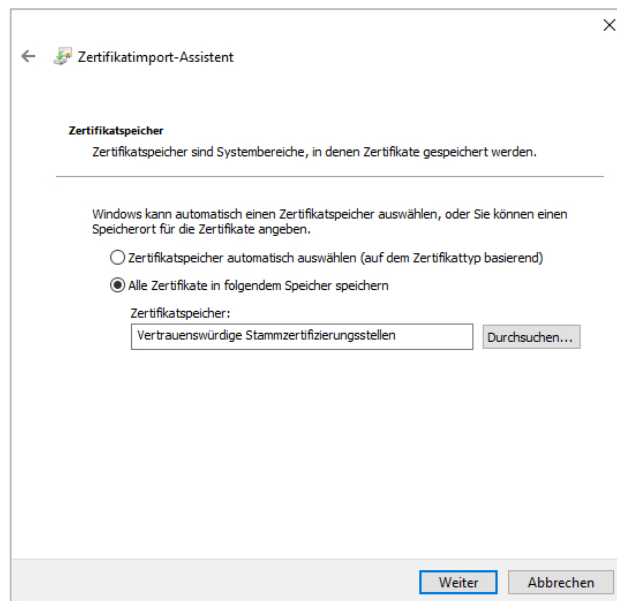 Zertifikatimport-Assistent
Zertifikatspeicher
Zertifikatspeicher sind Systembereiche, in denen Zertifikate gespeichert werden.
Windows kann automatisch einen Zertifikatspeicher auswählen, oder Sie können einen
Speicherort für die Zertifikate angeben.
Zertifikatspeicher automatisch auswählen (auf dem Zertifikattyp basierend)
Alle Zertifikate in folgendem Speicher speichern
Zertifikatspeicher:
Vertrauenswürdige Stammzertifizierungsstellen
Durchsuchen...
Weiter
Abbrechen